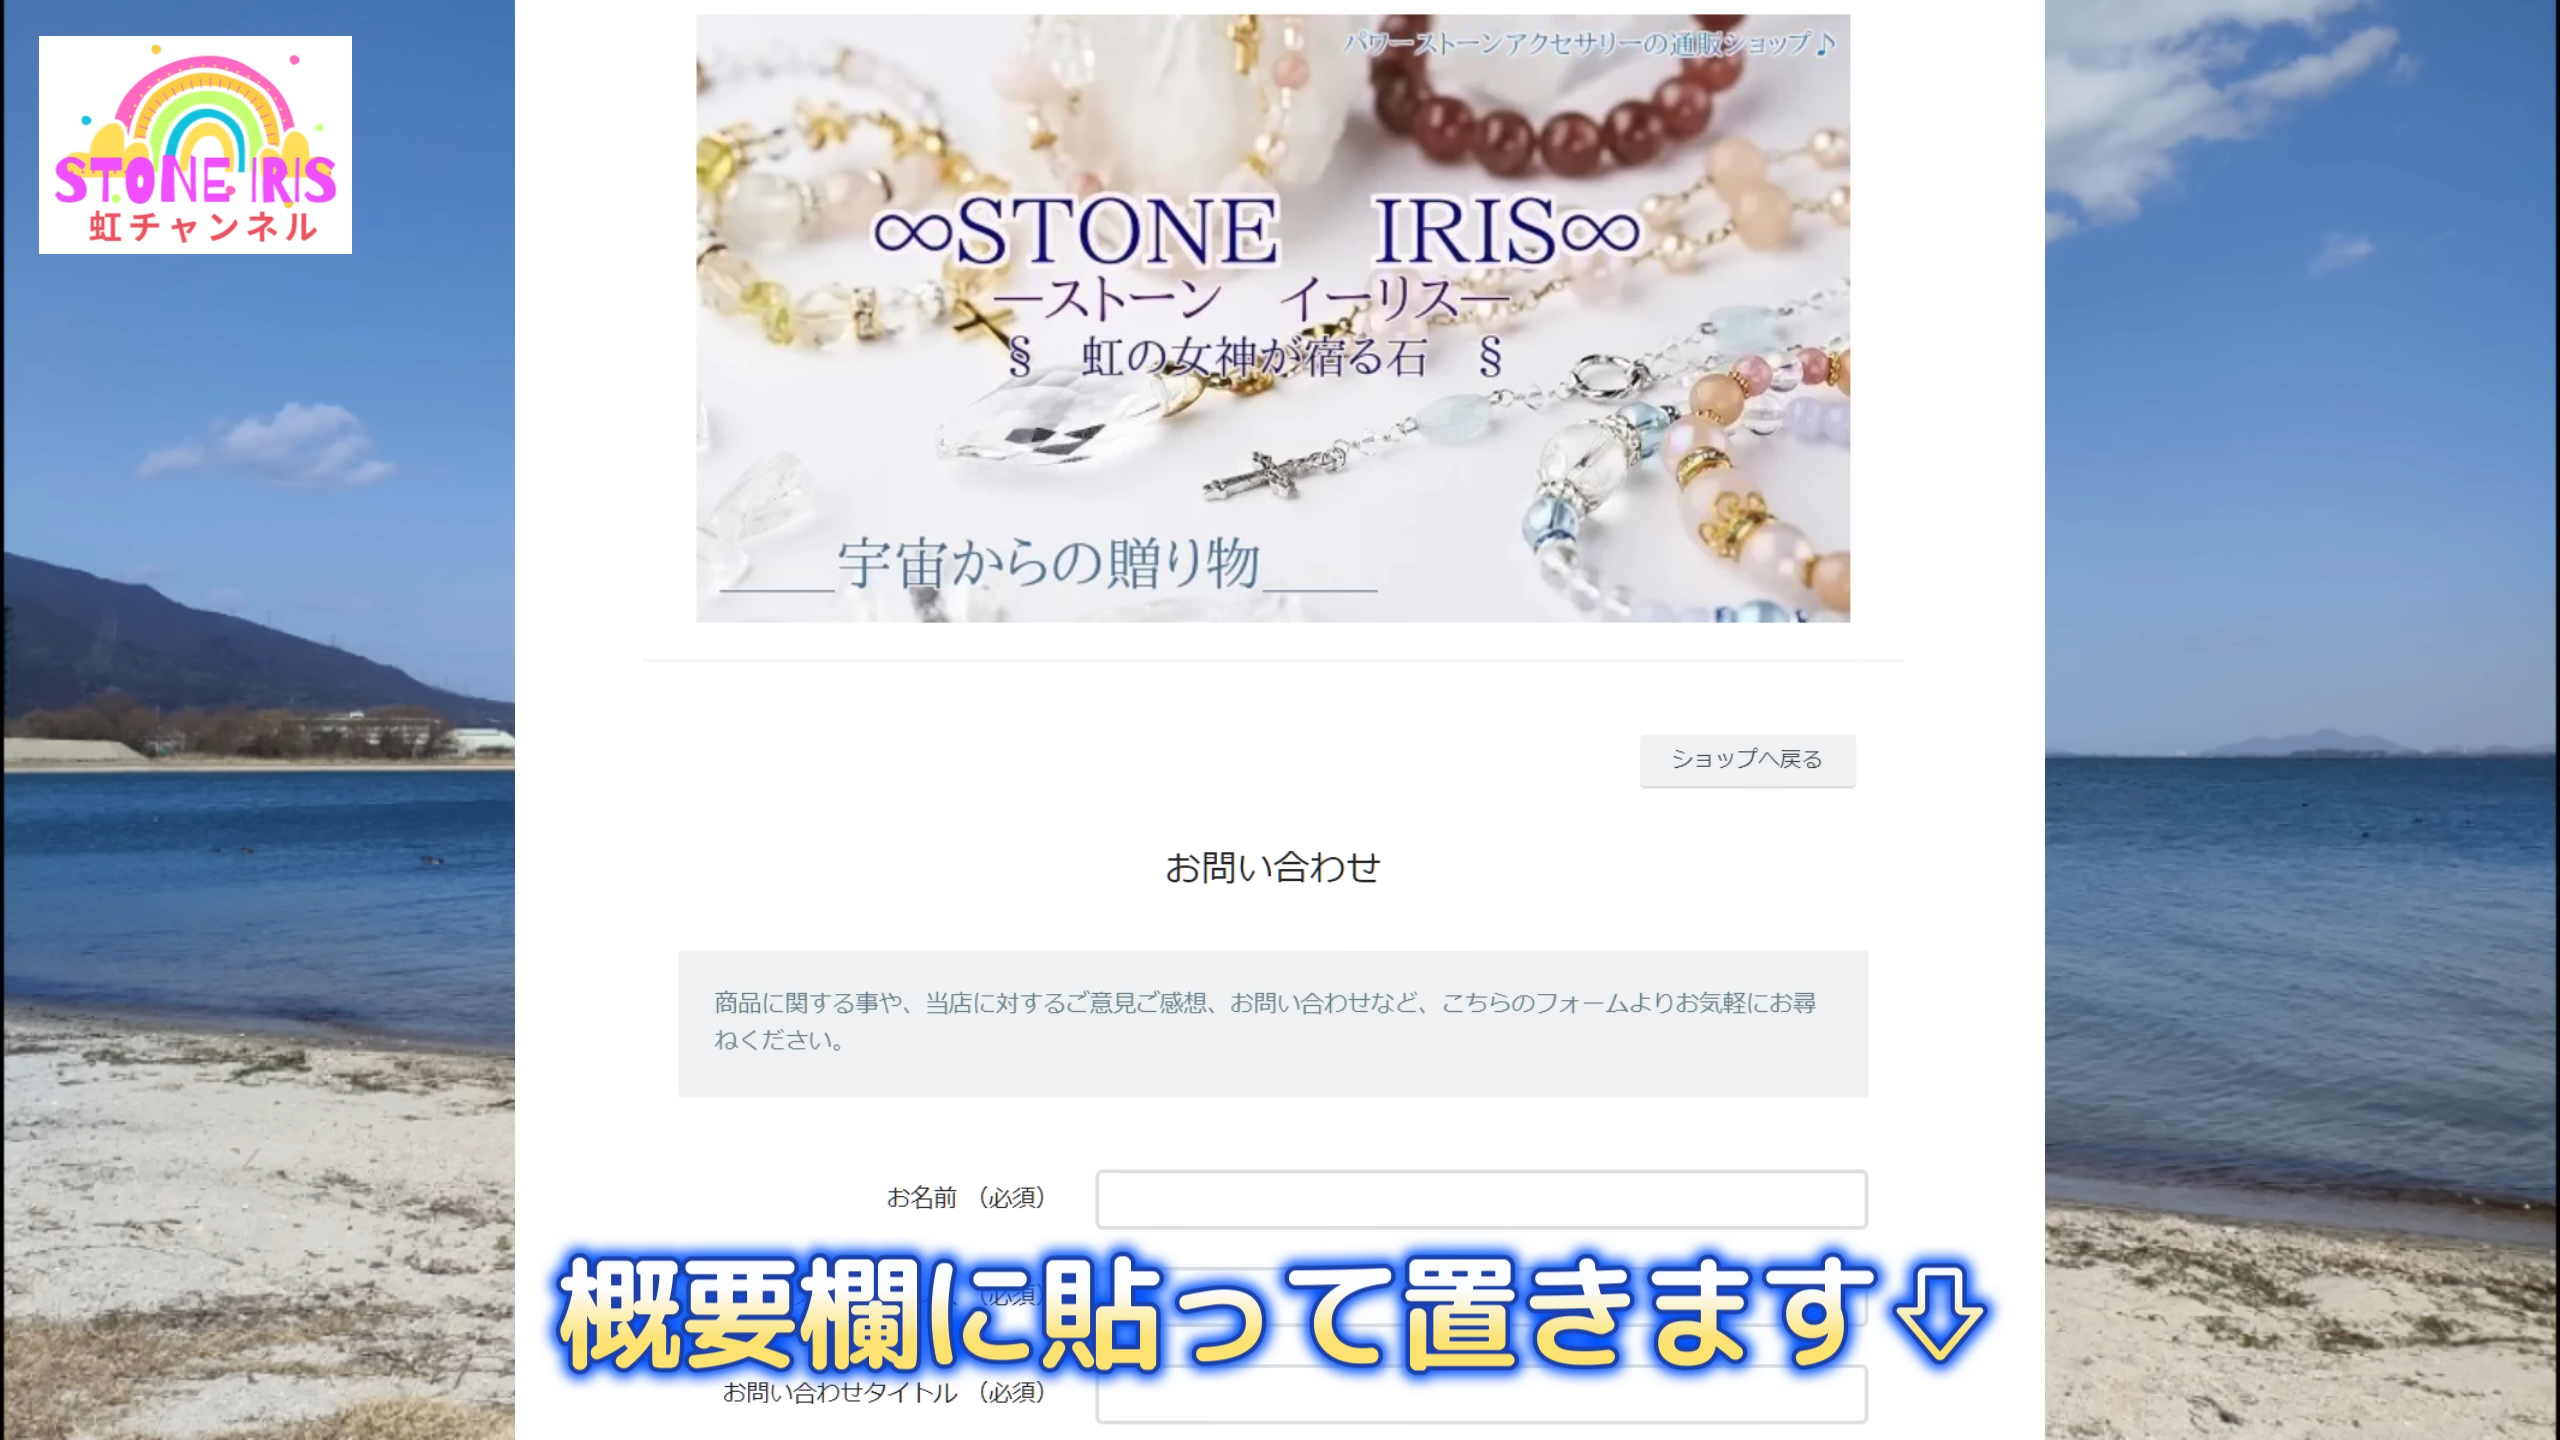 STONE IRIS
虹チャンネル
パワーストーンアクセサリーの通販ショップ♪
∞STONE IRIS∞
―ストーン イーリス―
§ 虹の女神が宿る石 §
宇宙からの贈り物
ショップへ戻る
お問い合わせ
商品に関する事や、当店に対するご意見ご感想、お問い合わせなど、こちらのフォームよりお気軽にお尋
ねください。
お名前 （必須）
（必須）
概要欄に貼って置きます⇩
お問い合わせタイトル （必須）